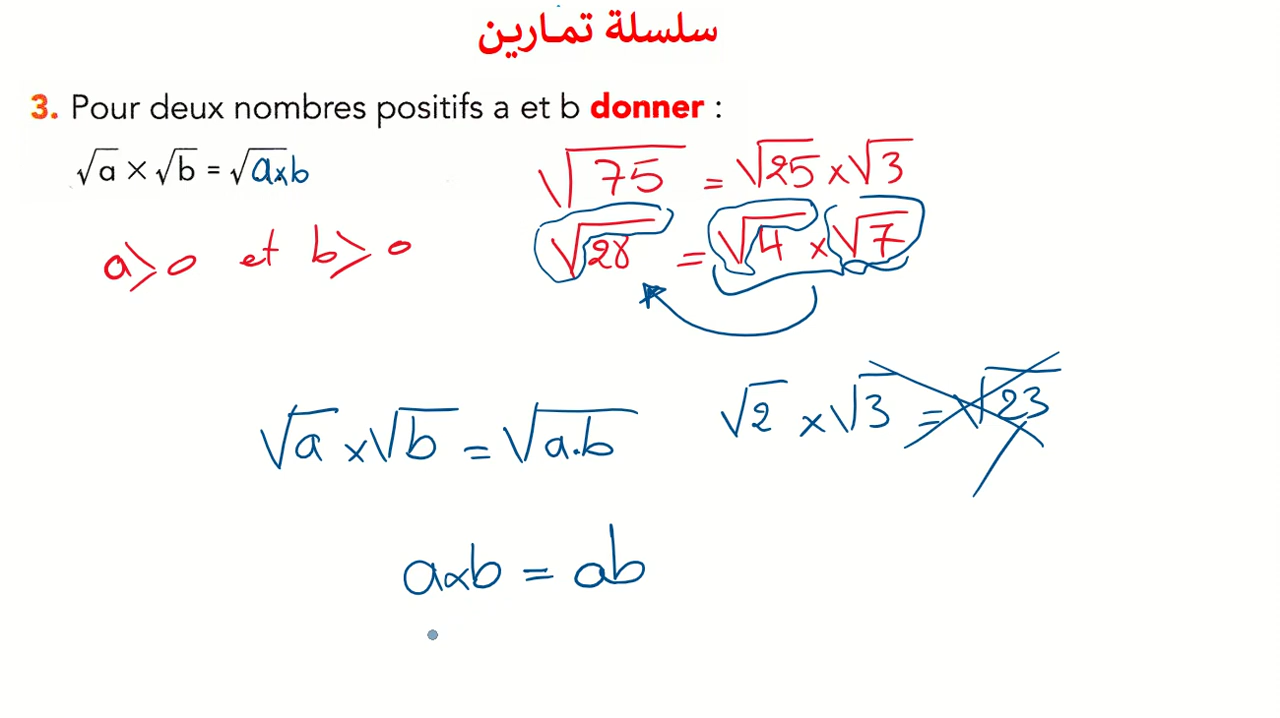 سلسلة تمارين
3. Pour deux nombres positifs a et b donner :
√a × √b = √a×b
√75 = √25 × √3
a ≥ 0 et b ≥ 0
√28 = √4 × √7
√a × √b = √a.b
√2 × √3 = √23
a×b = ab